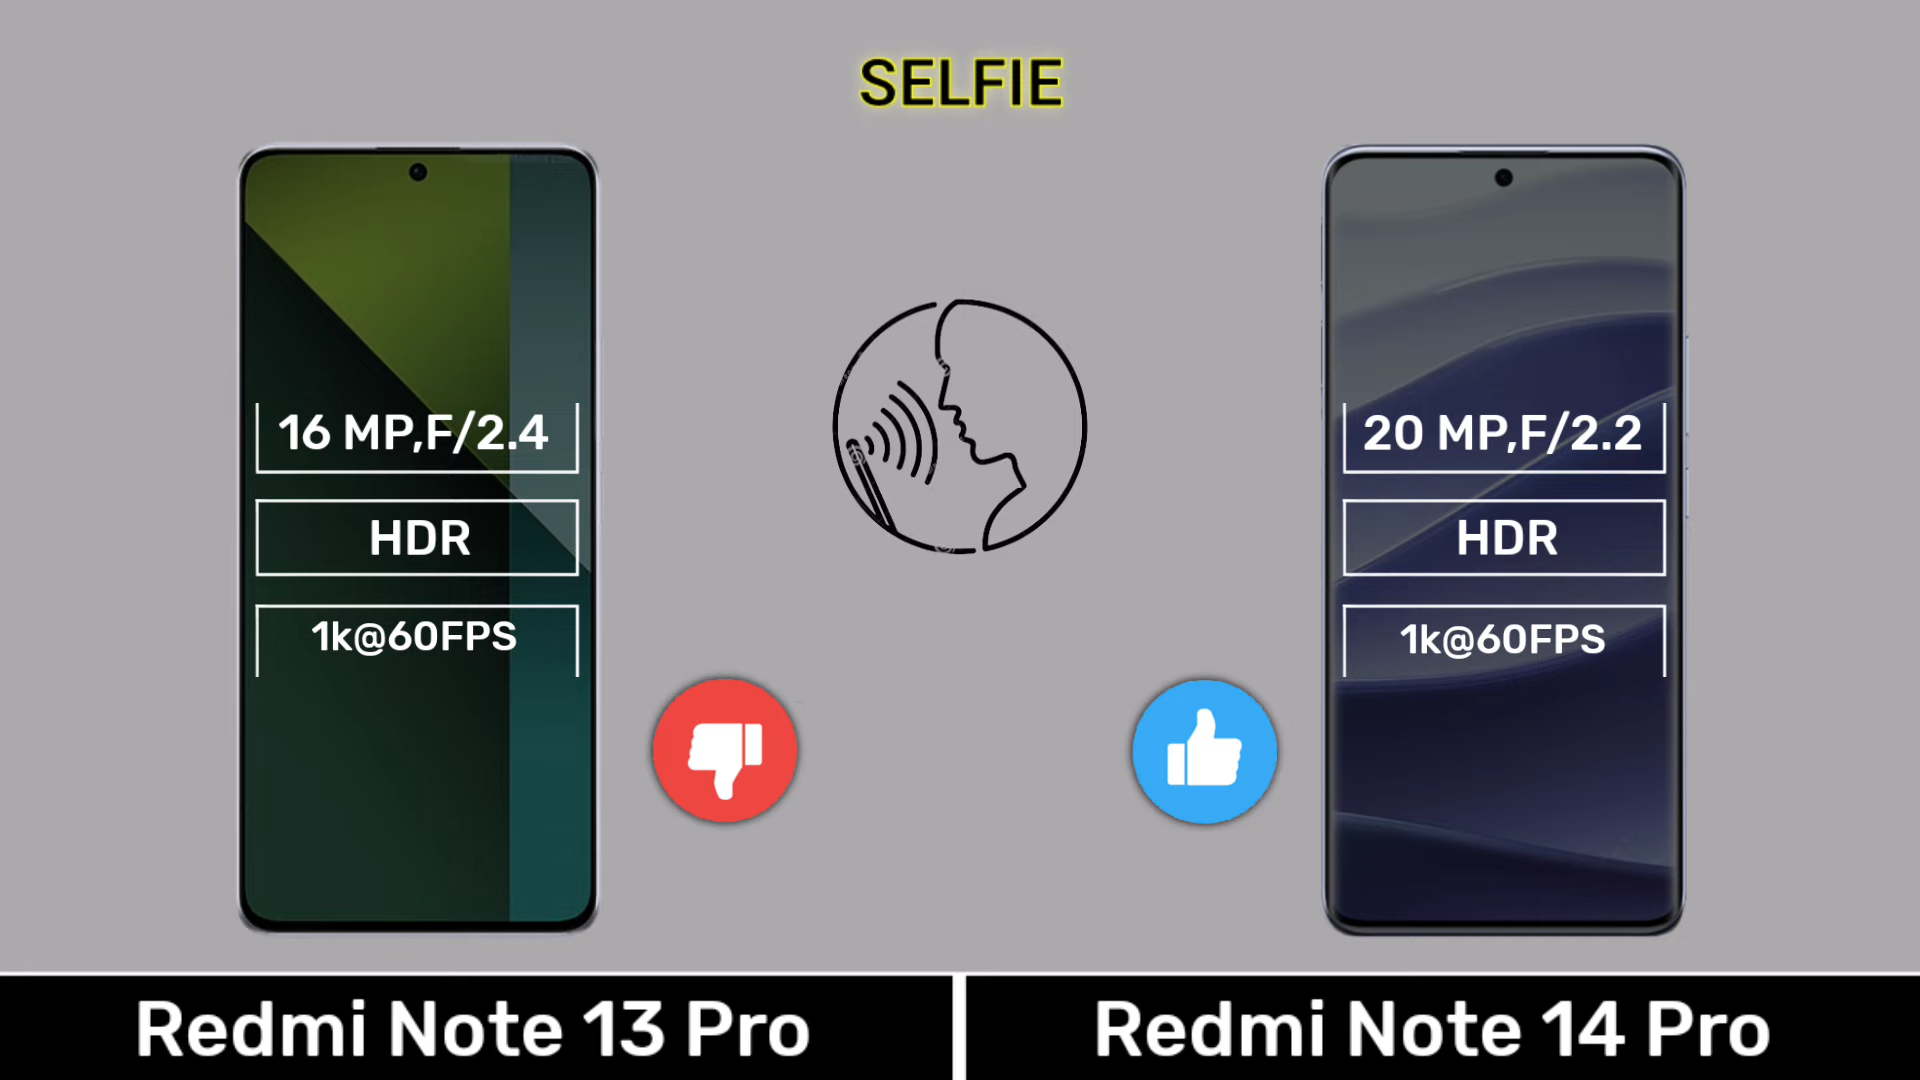 SELFIE
16 MP,F/2.4
HDR
1k@60FPS
20 MP,F/2.2
HDR
1k@60FPS
Redmi Note 13 Pro
Redmi Note 14 Pro